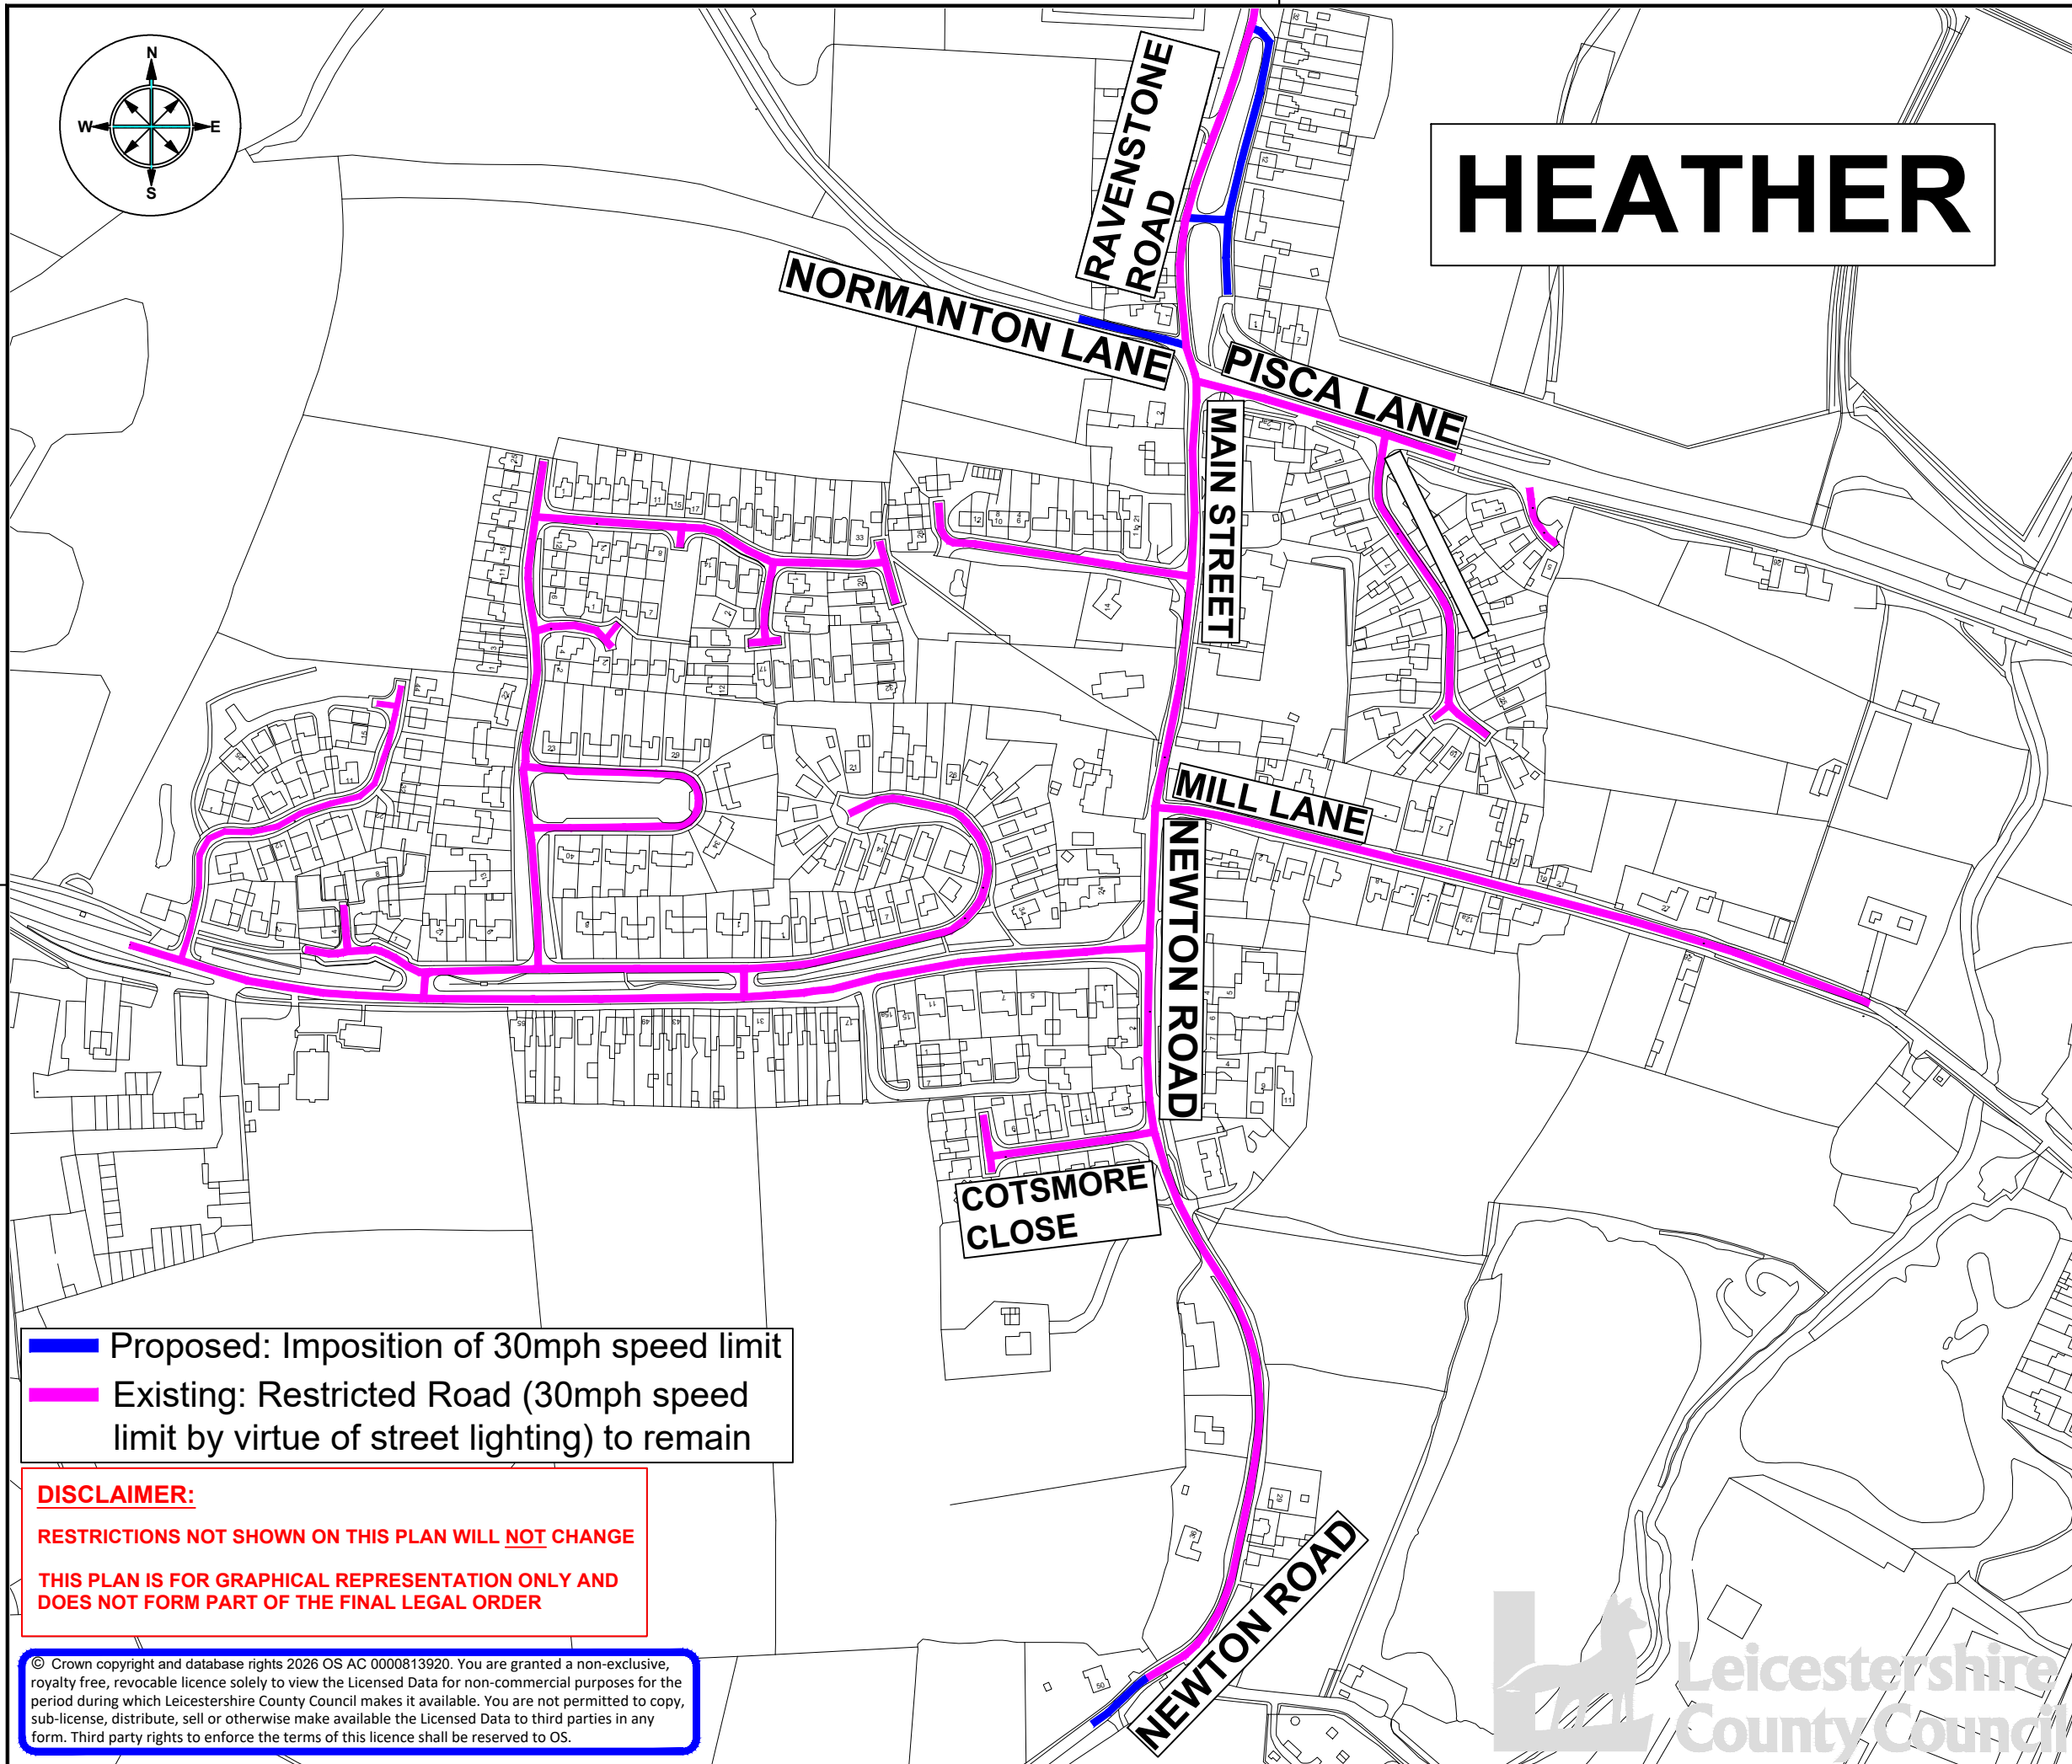 N
W
E
S
HEATHER
RAVENSTONE
ROAD
NORMANTON LANE
PISCA LANE
MAIN STREET
MILL LANE
NEWTON ROAD
COTSMORE
CLOSE
NEWTON ROAD
Proposed: Imposition of 30mph speed limit
Existing: Restricted Road (30mph speed
limit by virtue of street lighting) to remain
DISCLAIMER:
RESTRICTIONS NOT SHOWN ON THIS PLAN WILL NOT CHANGE
THIS PLAN IS FOR GRAPHICAL REPRESENTATION ONLY AND
DOES NOT FORM PART OF THE FINAL LEGAL ORDER
© Crown copyright and database rights 2026 OS AC 0000813920. You are granted a non-exclusive,
royalty free, revocable licence solely to view the Licensed Data for non-commercial purposes for the
period during which Leicestershire County Council makes it available. You are not permitted to copy,
sub-license, distribute, sell or otherwise make available the Licensed Data to third parties in any
form. Third party rights to enforce the terms of this licence shall be reserved to OS.
Leicestershire
County Council